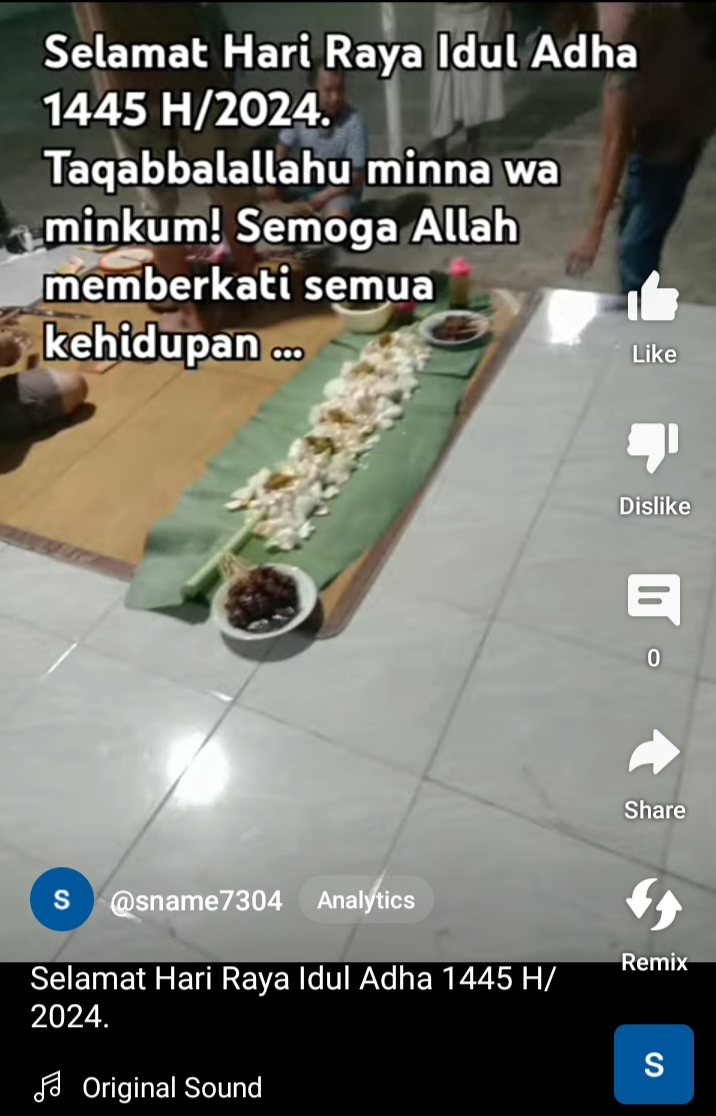 Selamat Hari Raya Idul Adha
1445 H/2024.
Taqabbalallahu minna wa
minkum! Semoga Allah
memberkati semua
kehidupan ...
Like
Dislike
0
Share
S @sname7304 Analytics
Remix
Selamat Hari Raya Idul Adha 1445 H/
2024.
S
Original Sound